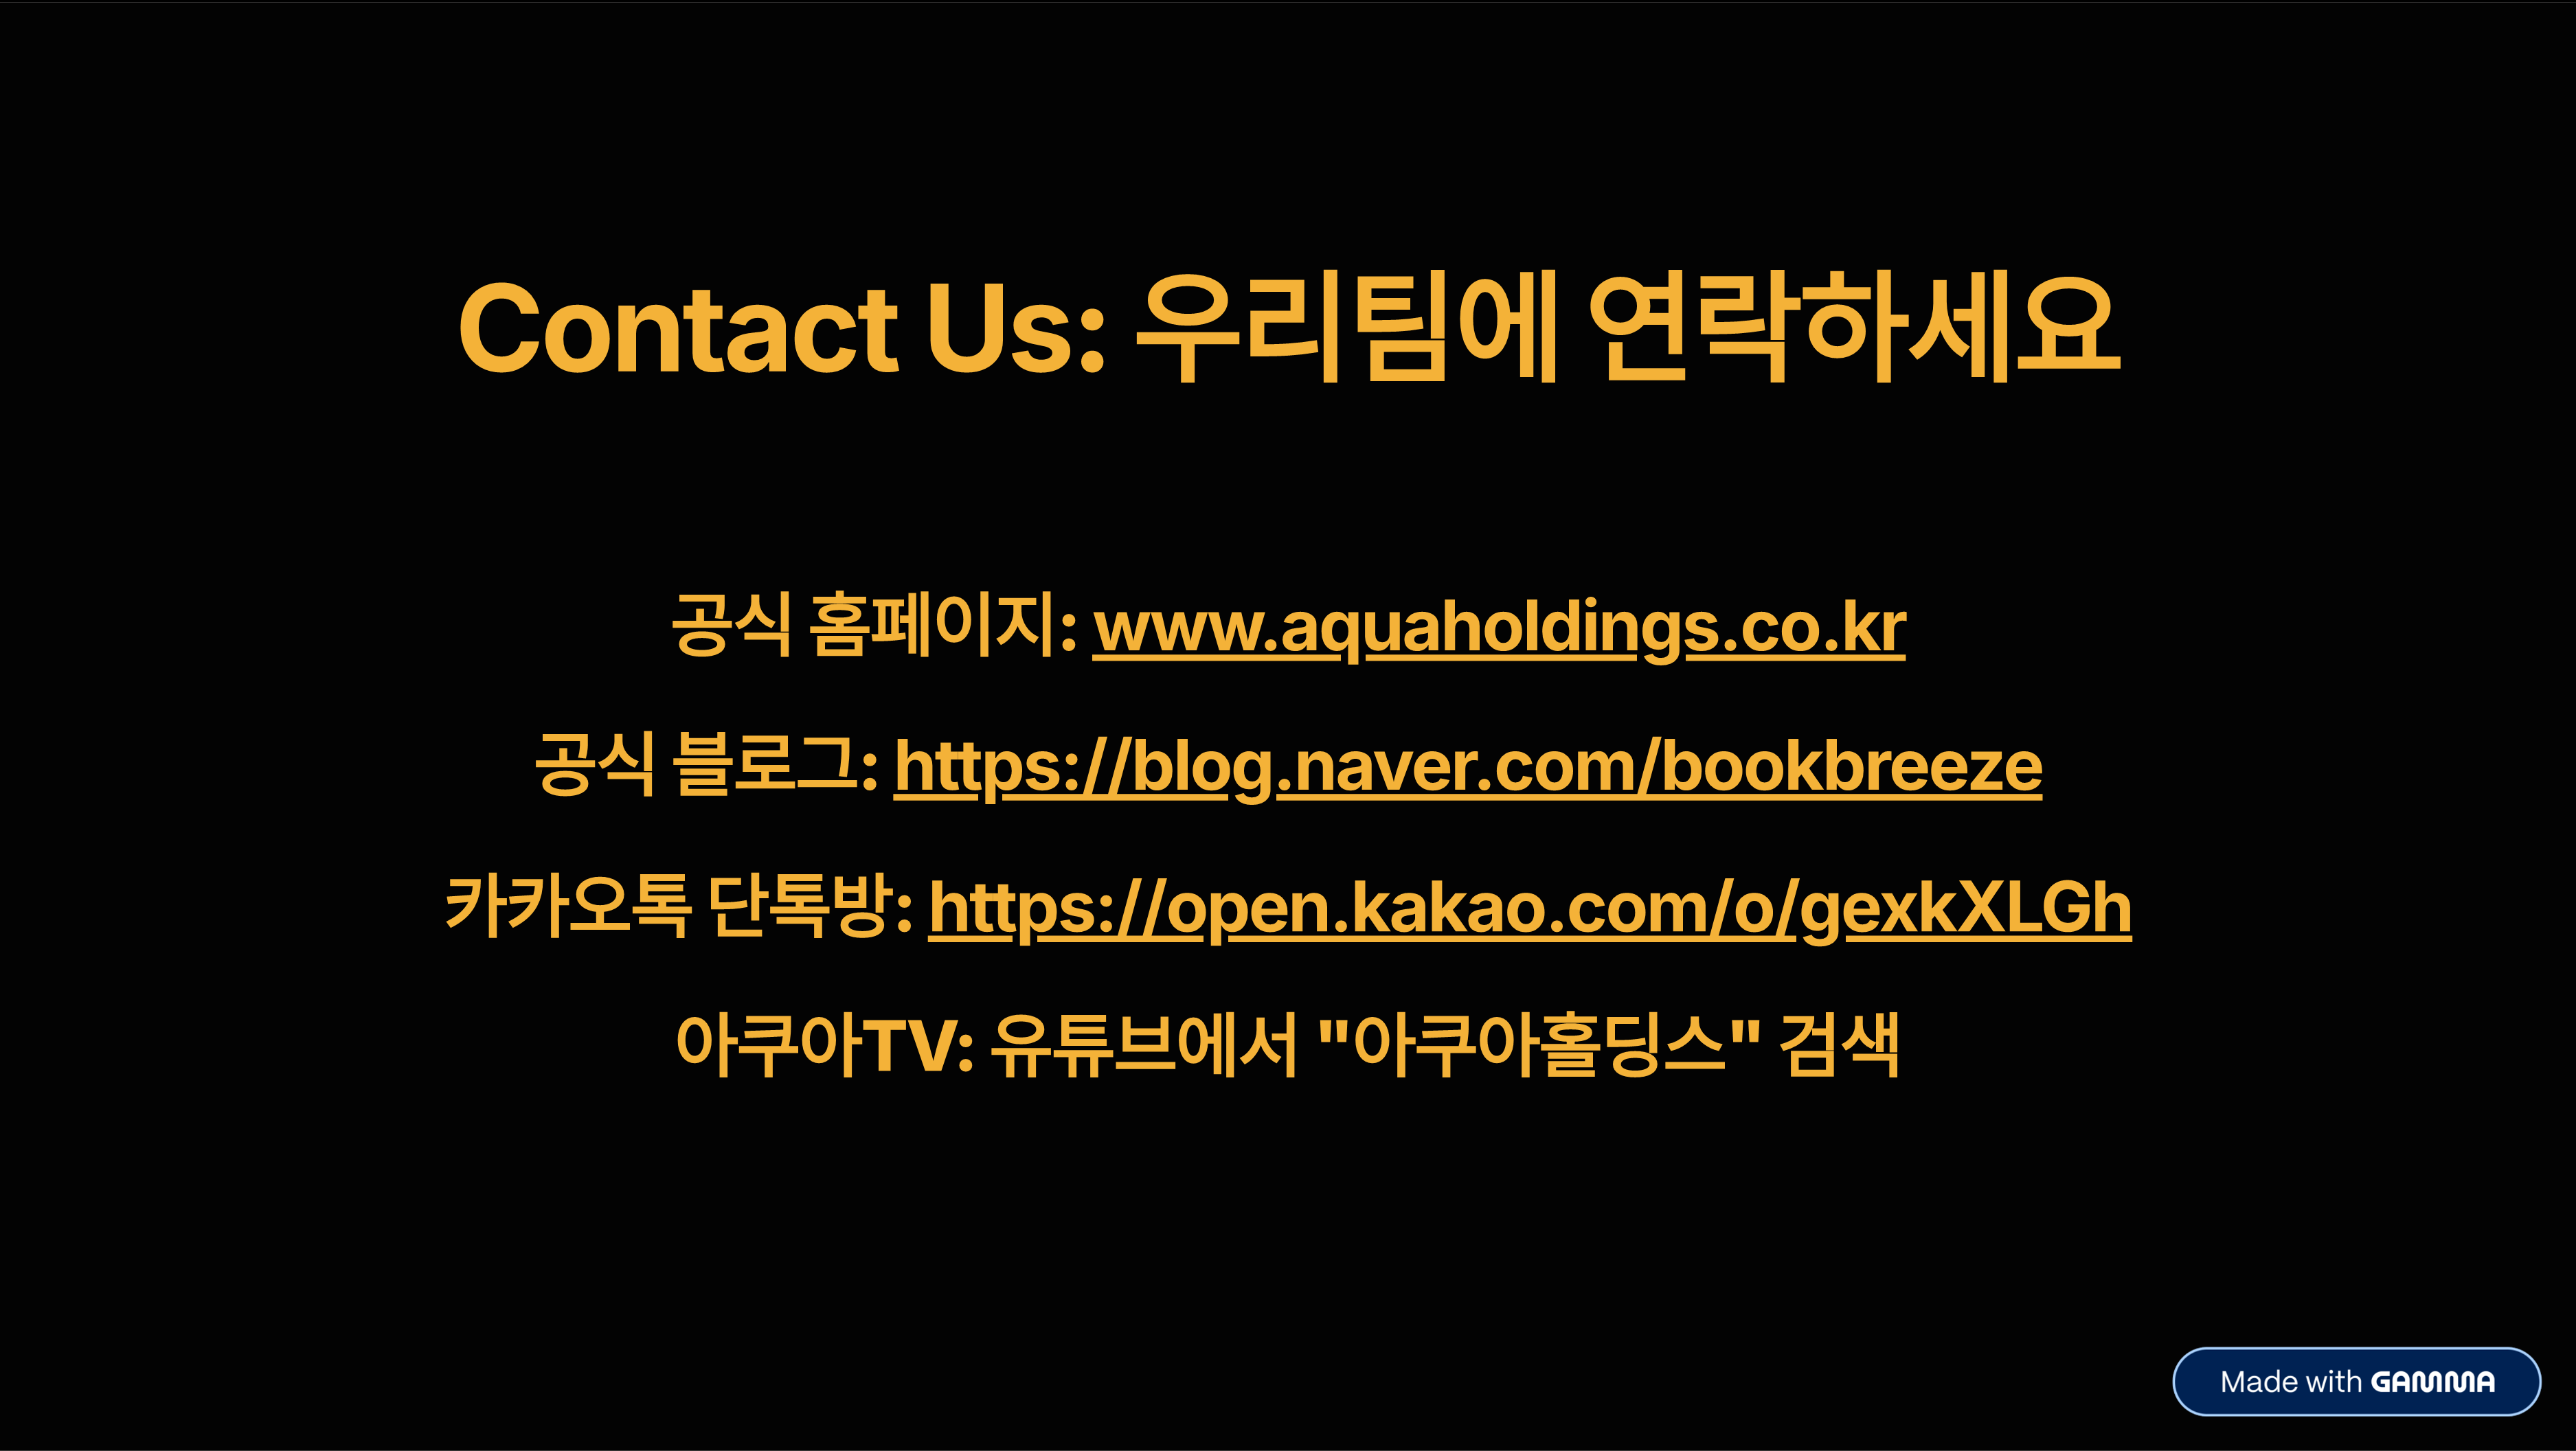 Contact Us: 우리팀에 연락하세요
공식 홈페이지: www.aquaholdings.co.kr
공식 블로그: https://blog.naver.com/bookbreeze
카카오톡 단톡방: https://open.kakao.com/o/gexkXLGh
아쿠아TV: 유튜브에서 "아쿠아홀딩스" 검색
Made with GAMMA